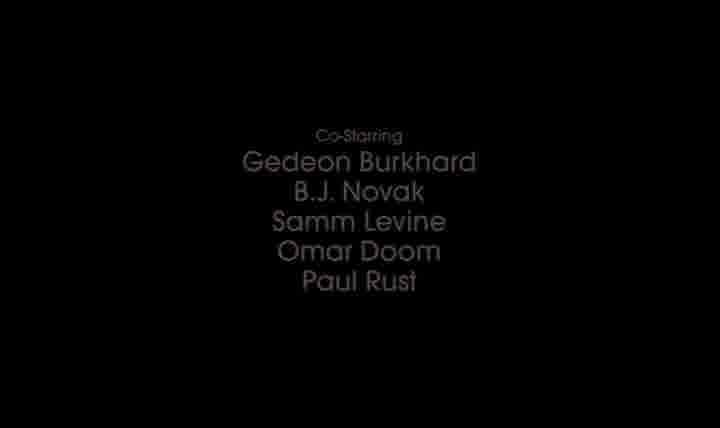 Co-Starring
Gedeon Burkhard
B.J. Novak
Samm Levine
Omar Doom
Paul Rust